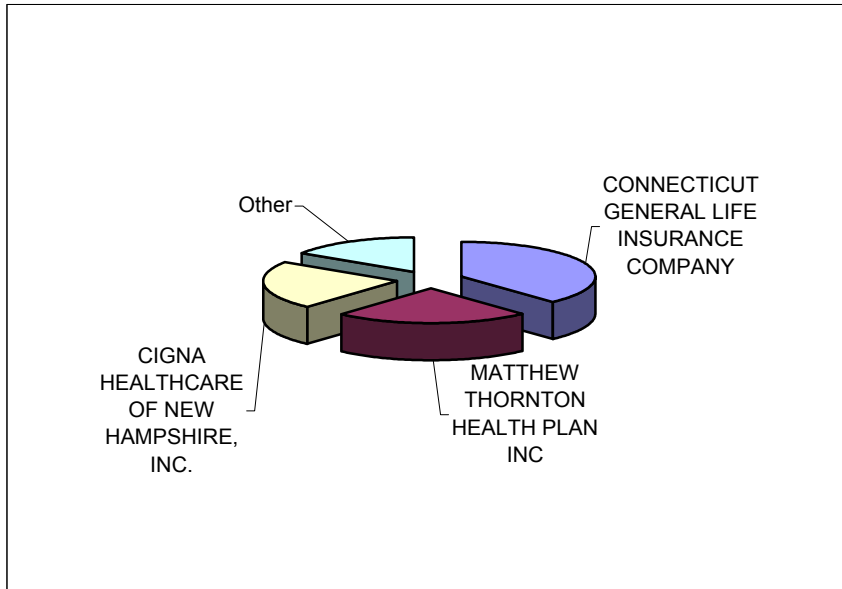 Other
CONNECTICUT
GENERAL LIFE
INSURANCE
COMPANY
CIGNA
HEALTHCARE
OF NEW
HAMPSHIRE,
INC.
MATTHEW
THORNTON
HEALTH PLAN
INC